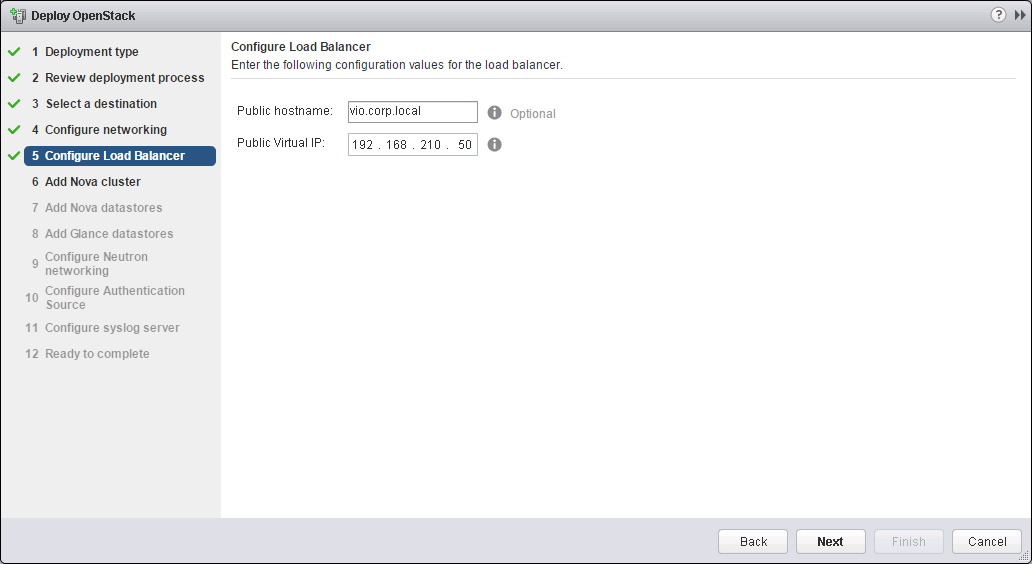 Deploy OpenStack
1 Deployment type
2 Review deployment process
3 Select a destination
4 Configure networking
5 Configure Load Balancer
6 Add Nova cluster
7 Add Nova datastores
8 Add Glance datastores
9 Configure Neutron
networking
10 Configure Authentication
Source
11 Configure syslog server
12 Ready to complete
Configure Load Balancer
Enter the following configuration values for the load balancer.
Public hostname: vio.corp.local Optional
Public Virtual IP: 192 . 168 . 210 . 50
Back Next Finish Cancel